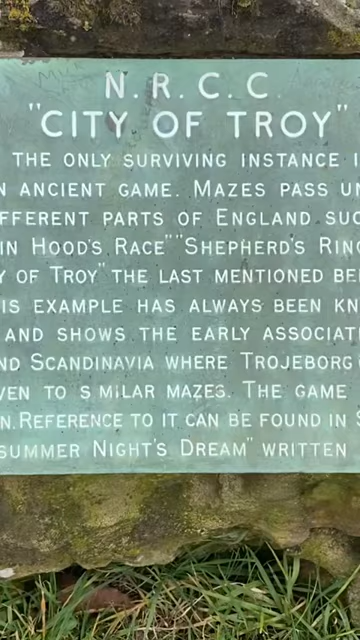 N.R.C.C.
"CITY OF TROY"
THE ONLY SURVIVING INSTANCE I
N ANCIENT GAME. MAZES PASS UN
FFERENT PARTS OF ENGLAND SUC
IN HOOD'S RACE" "SHEPHERD'S RING
Y OF TROY" THE LAST MENTIONED BE
IS EXAMPLE HAS ALWAYS BEEN KN
AND SHOWS THE EARLY ASSOCIAT
ND SCANDINAVIA WHERE TROJEBORG
VEN TO SIMILAR MAZES. THE GAME
N. REFERENCE TO IT CAN BE FOUND IN S
SUMMER NIGHT'S DREAM" WRITTEN